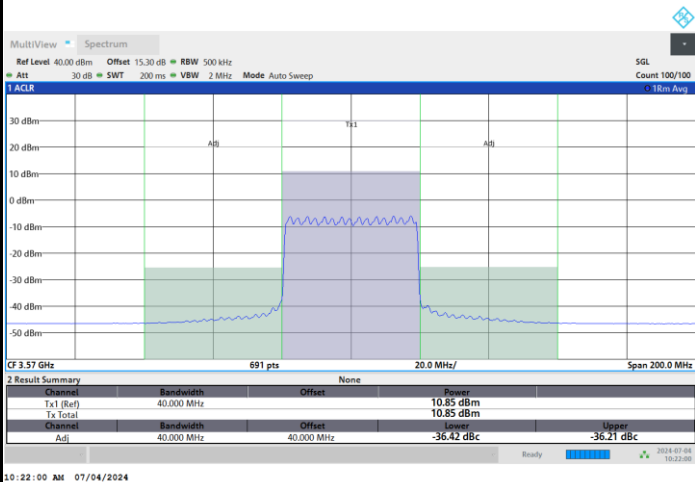 MultiView Spectrum
Ref Level 40.00 dBm Offset 15.30 dB RBW 500 kHz SGL
Att 30 dB SWT 200 ms VBW 2 MHz Mode Auto Sweep Count 100/100
1 ACLR 1Rm Avg
30 dBm
Tx1
20 dBm
Adj Adj
10 dBm
0 dBm
-10 dBm
-20 dBm
-30 dBm
-40 dBm
-50 dBm
CF 3.57 GHz 691 pts 20.0 MHz/ Span 200.0 MHz
2 Result Summary None
Channel Bandwidth Offset Power
Tx1 (Ref) 40.000 MHz 10.85 dBm
Tx Total 10.85 dBm
Channel Bandwidth Offset Lower Upper
Adj 40.000 MHz 40.000 MHz -36.42 dBc -36.21 dBc
Ready 2024-07-04
10:22:00
10:22:00 AM 07/04/2024